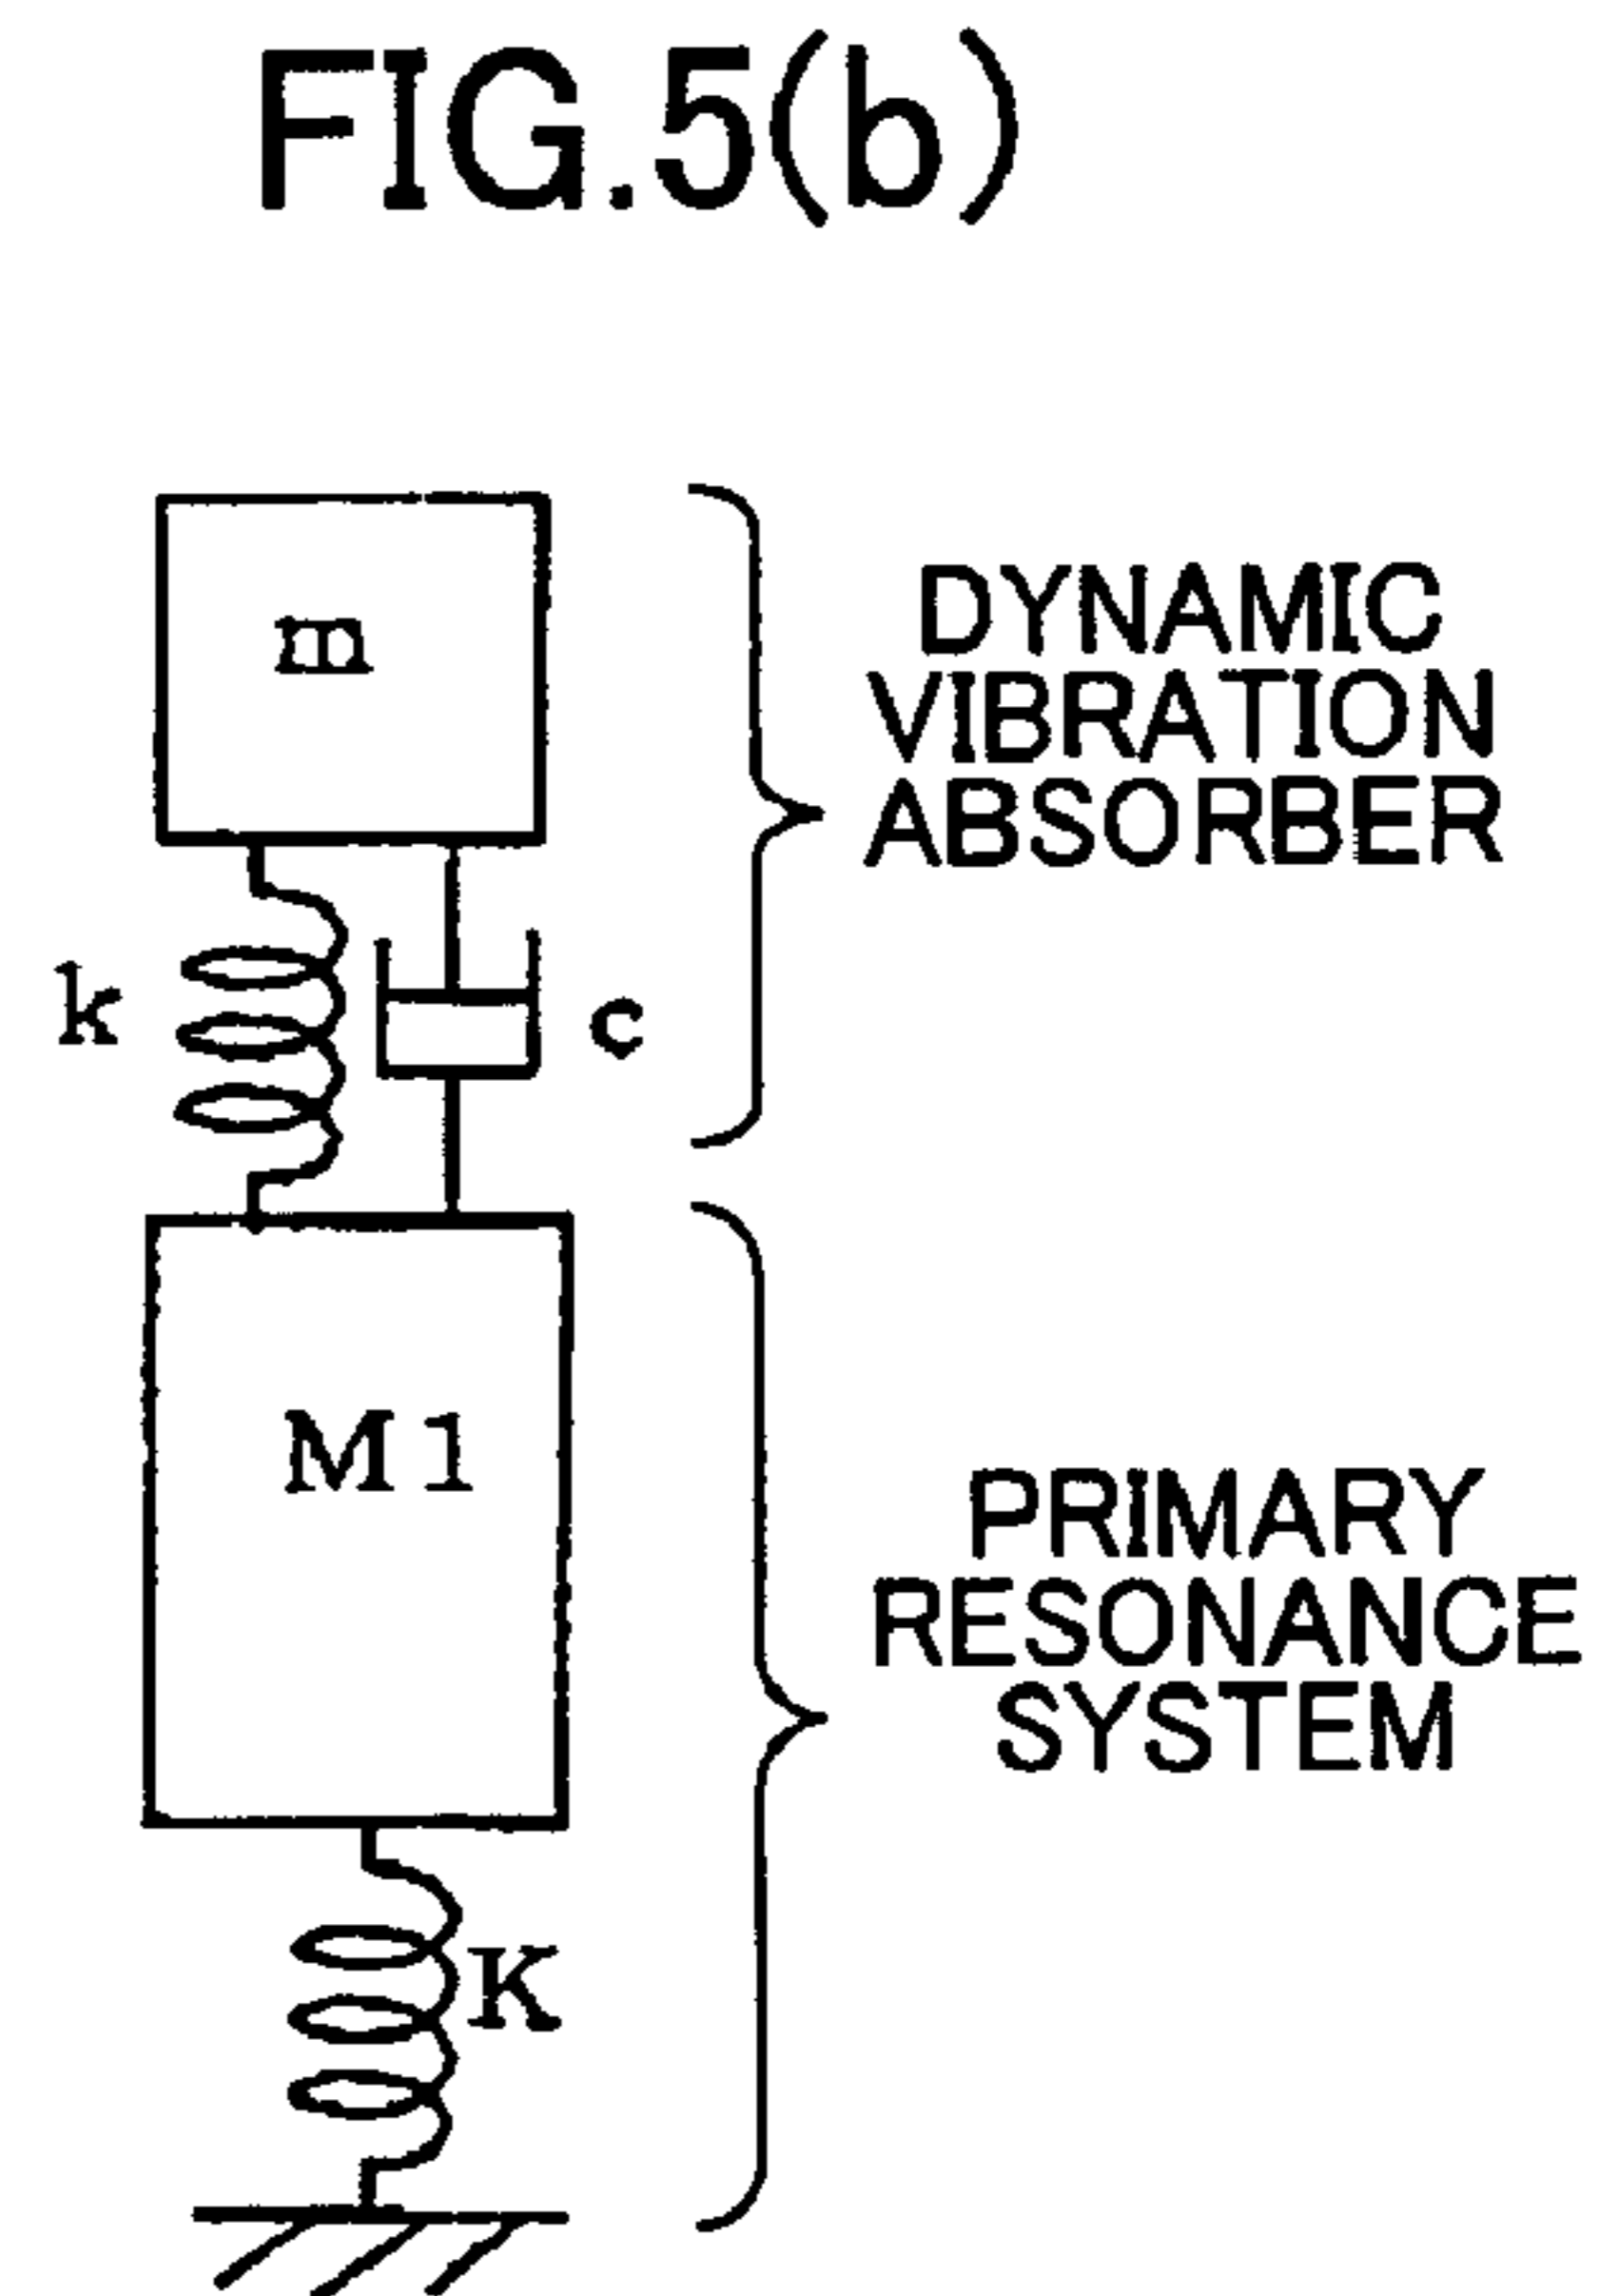 FIG.5(b)
m
DYNAMIC
VIBRATION
ABSORBER
k
c
M1
PRIMARY
RESONANCE
SYSTEM
K